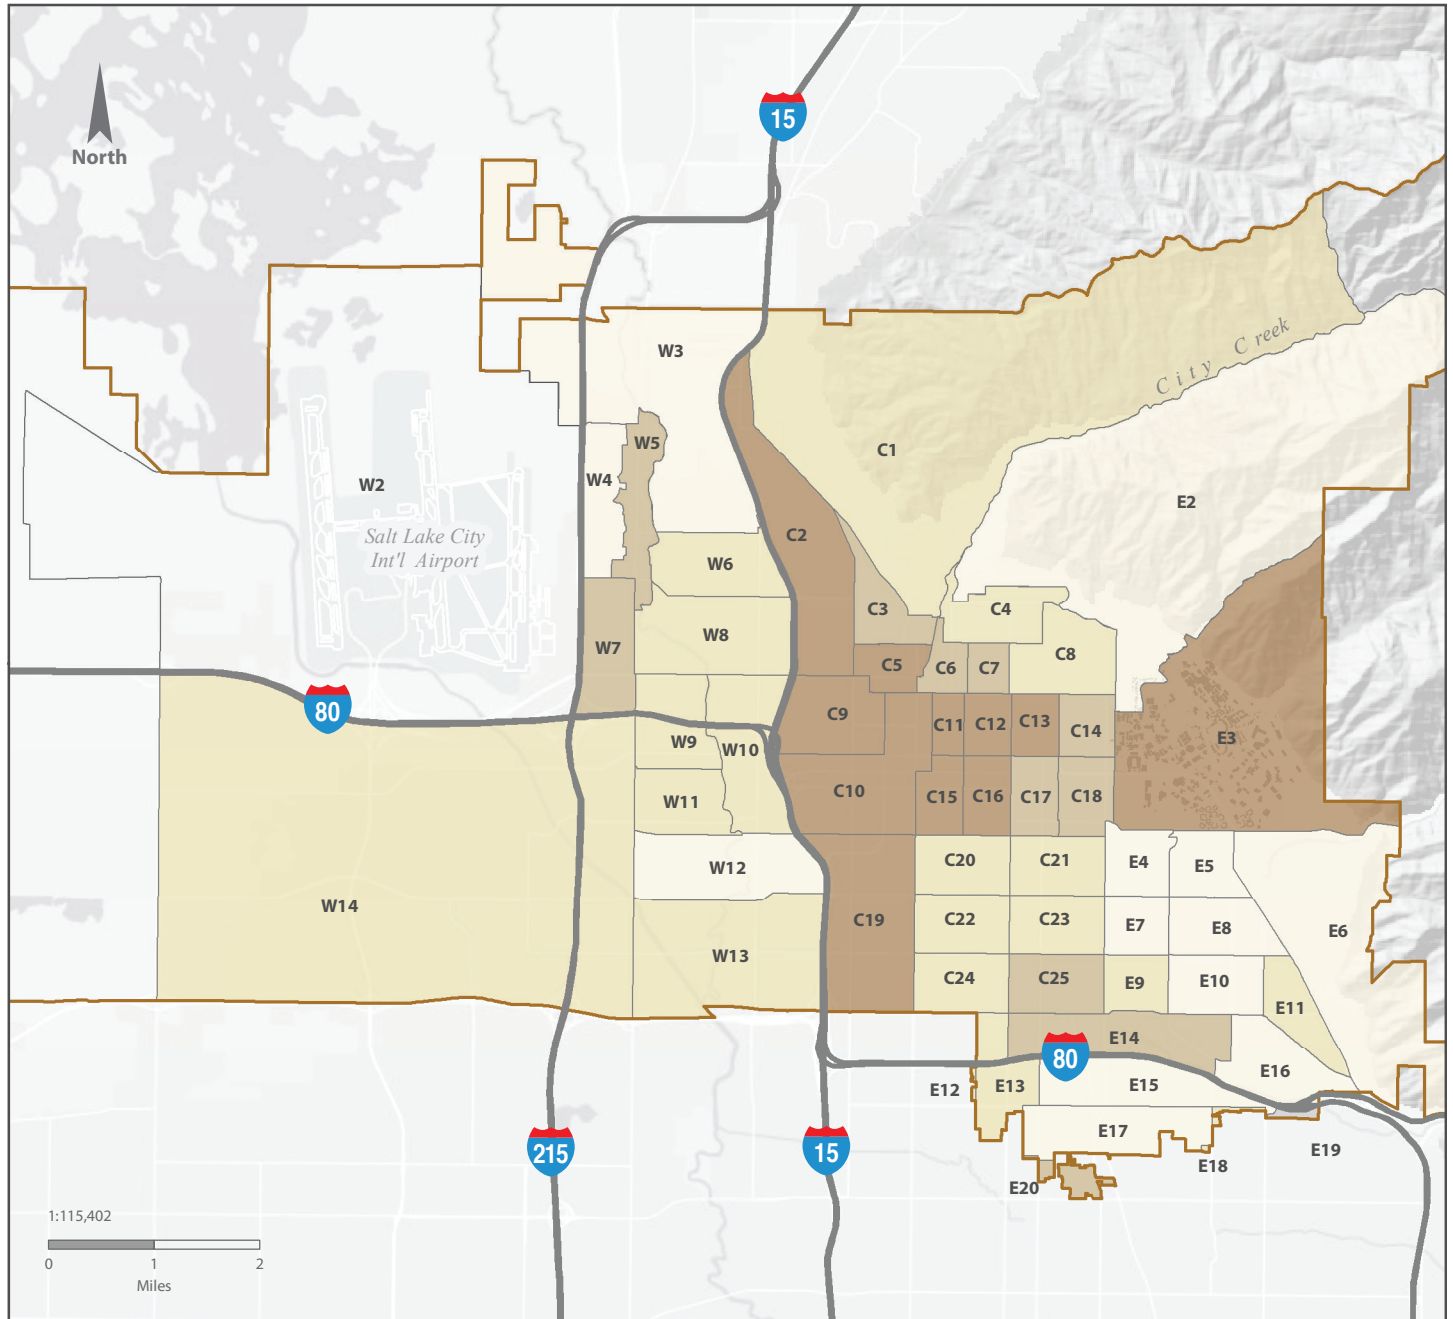 15
North
W3
City Creek
W5
C1
W4
W2
E2
Salt Lake City
Int'l Airport
C2
W6
C3
C4
W8
W7
C5
C6
C7
C8
80
C9
C11
C12
C13
C14
E3
W9
W10
W11
C10
C15
C16
C17
C18
W12
C20
C21
E4
E5
W14
C19
C22
C23
E7
E8
E6
W13
C24
C25
E9
E10
E11
E14
80
E12
E13
E15
E16
E17
215
15
E18
E19
E20
1:115,402
0 1 2
Miles